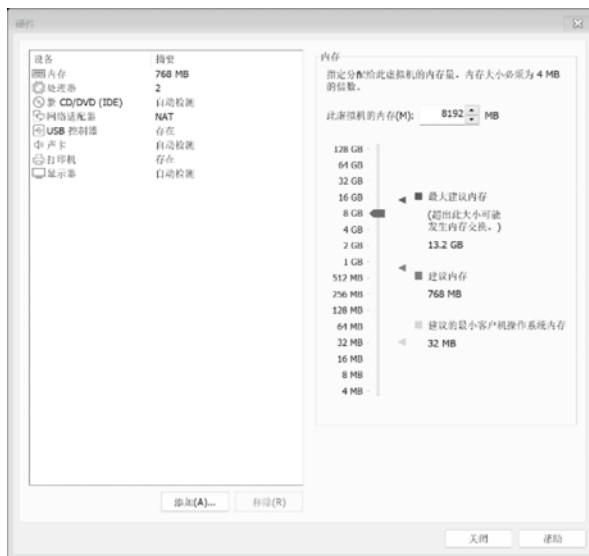 硬件
设备 摘要
内存 768 MB
处理器 2
新 CD/DVD (IDE) 自动检测
网络适配器 NAT
USB 控制器 存在
声卡 自动检测
打印机 存在
显示器 自动检测
添加(A)...
移除(R)
内存
指定分配给此虚拟机的内存量。内存大小必须为 4 MB
的倍数。
此虚拟机的内存(M): 8192 MB
128 GB
64 GB
32 GB
16 GB
8 GB
4 GB
2 GB
1 GB
512 MB
256 MB
128 MB
64 MB
32 MB
16 MB
8 MB
4 MB
最大建议内存
(超出此大小可能
发生内存交换。)
13.2 GB
建议内存
768 MB
建议的最小客户机操作系统内存
32 MB
关闭
帮助